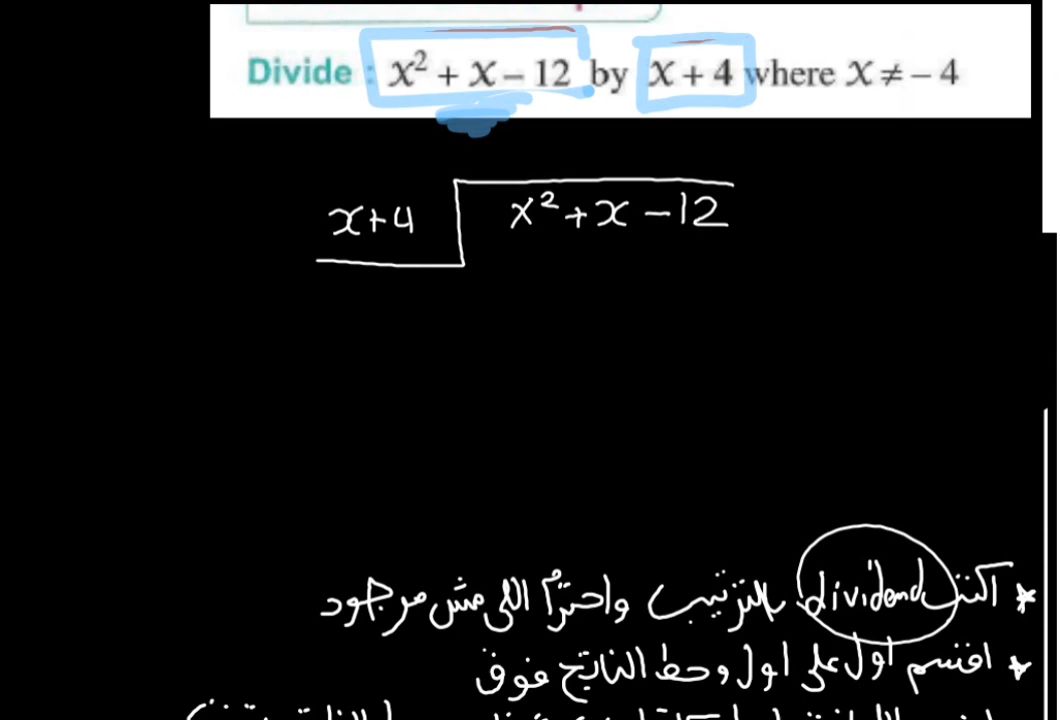 Divide : x² + x – 12 by x + 4 where x ≠ – 4
x+4 x²+x-12
* اكتب dividend بالترتيب واحترم اللي مش موجود
* اقسم اول على اول وحط الناتج فوق